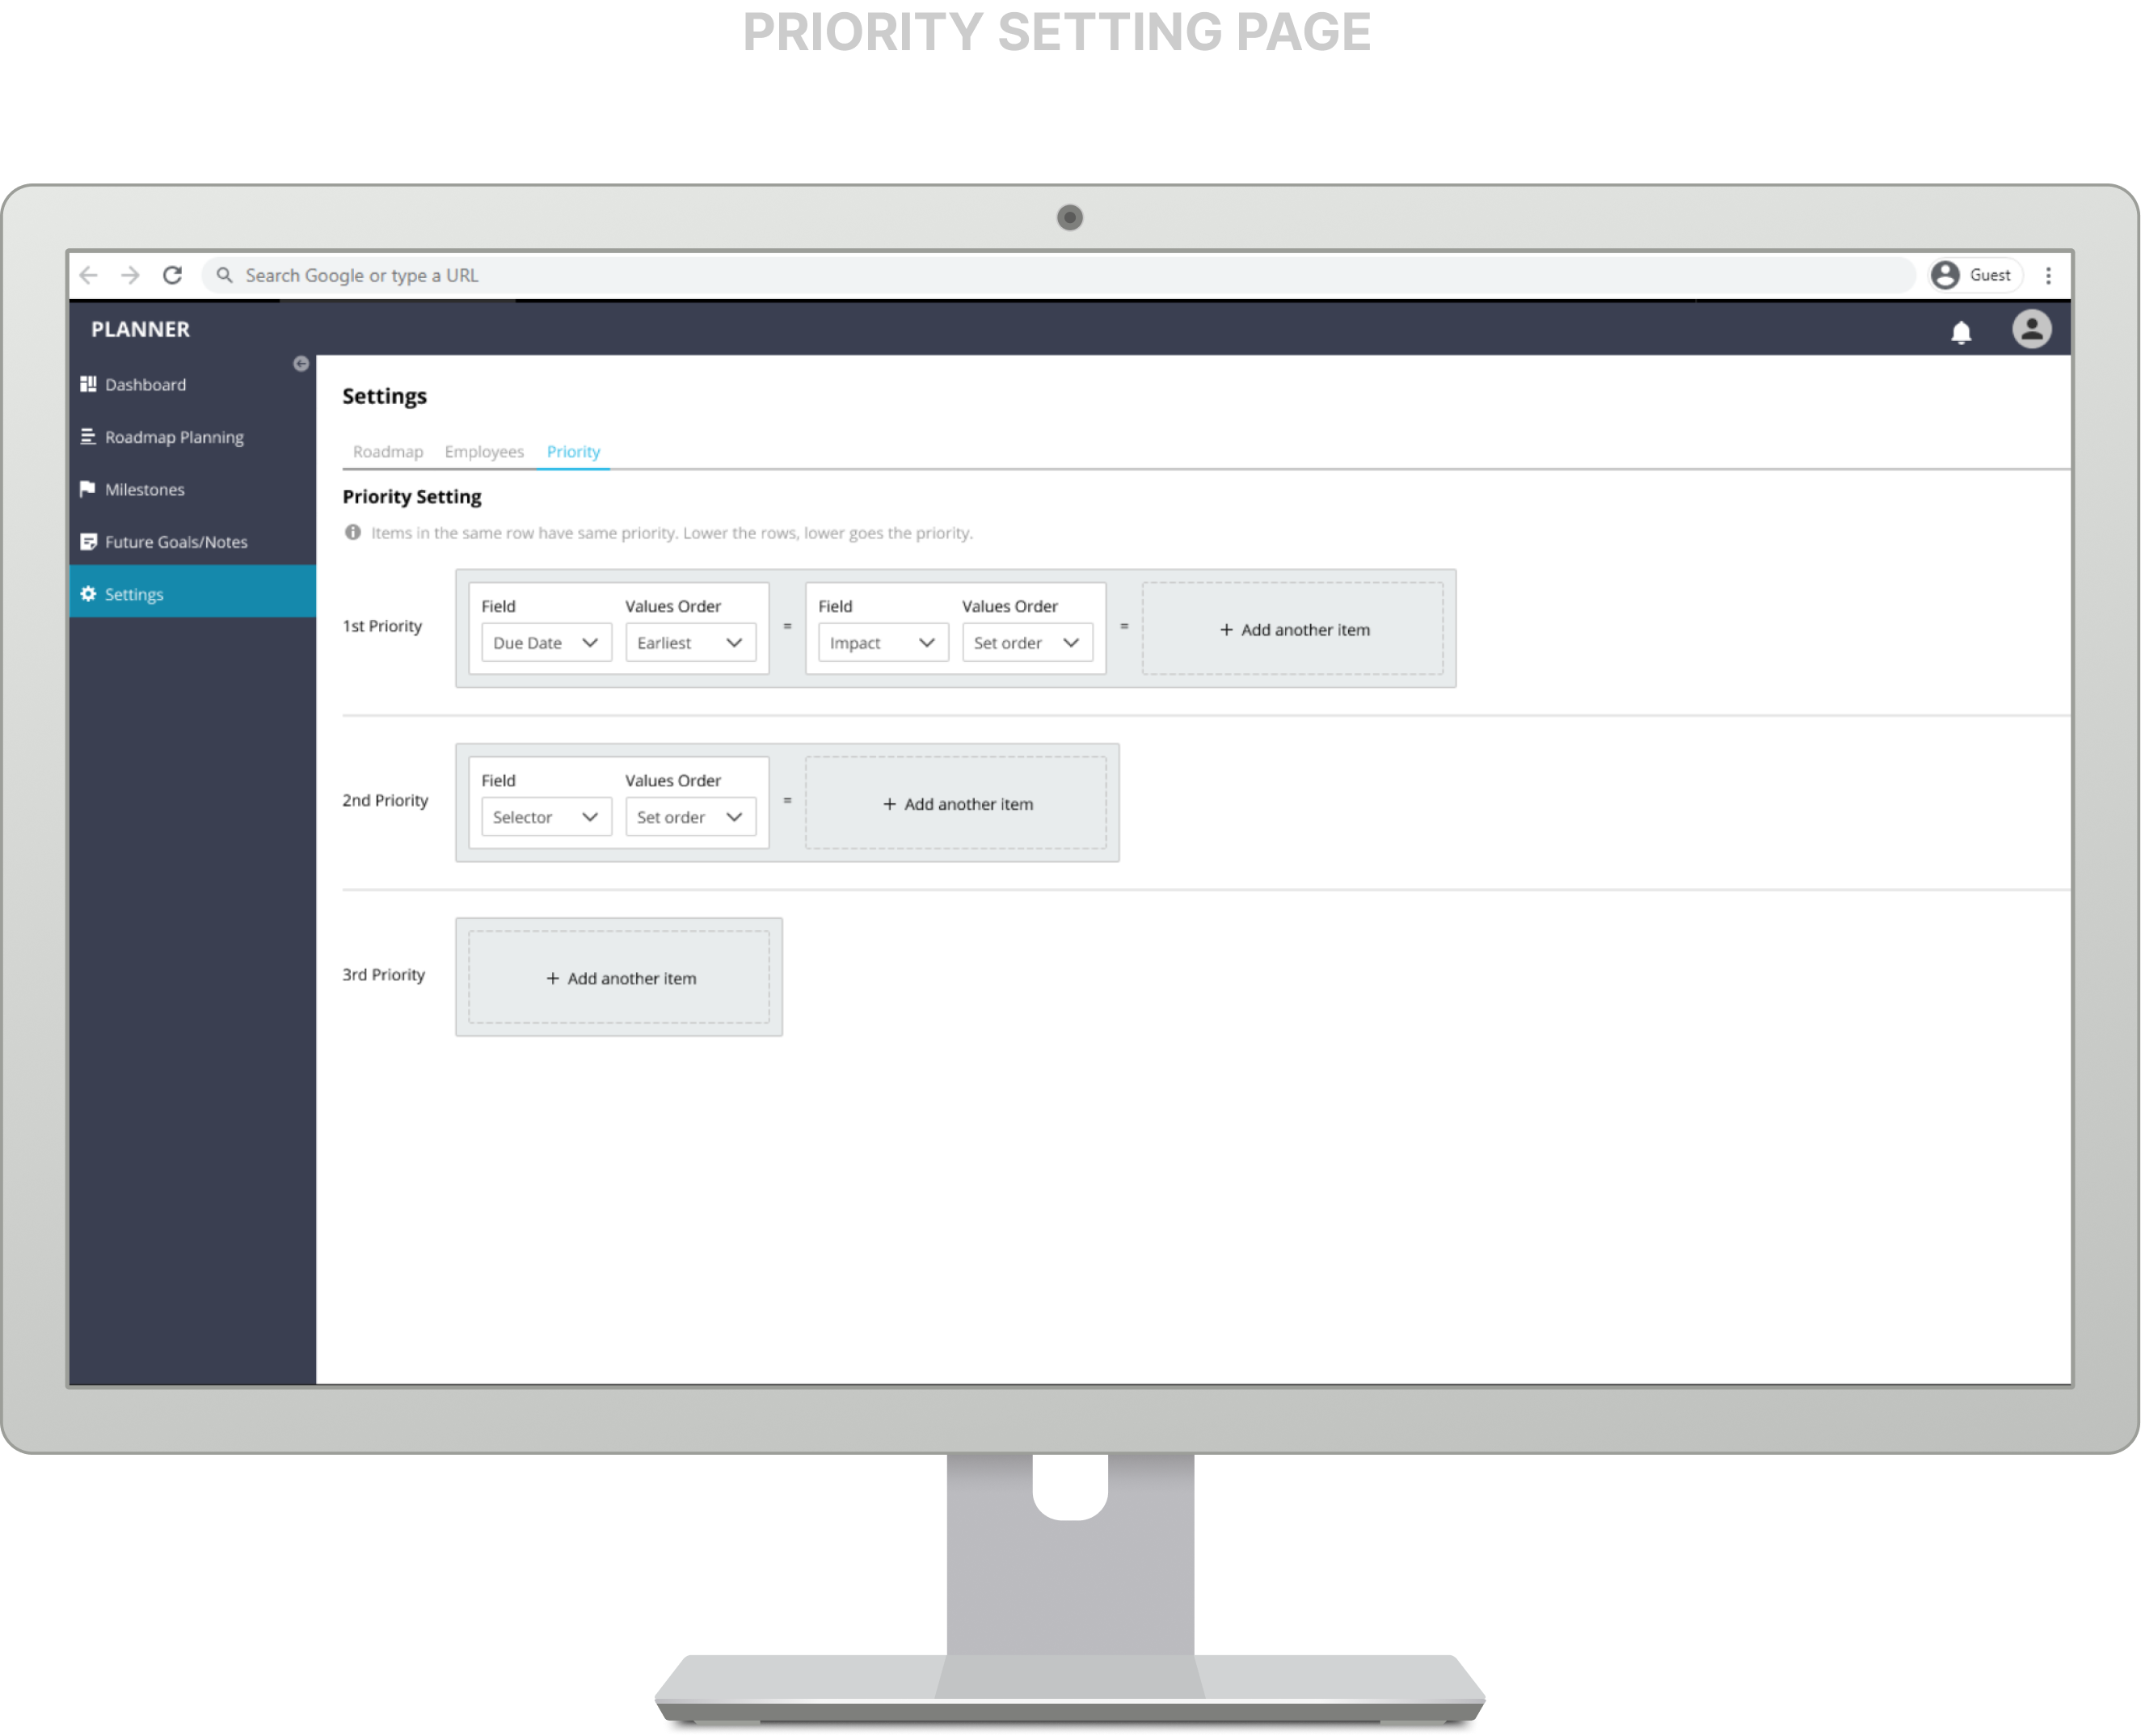 PRIORITY SETTING PAGE
Search Google or type a URL
Guest
PLANNER
Dashboard
Roadmap Planning
Milestones
Future Goals/Notes
Settings
Settings
Roadmap Employees Priority
Priority Setting
Items in the same row have same priority. Lower the rows, lower goes the priority.
1st Priority
Field Values Order
Due Date Earliest
=
Field Values Order
Impact Set order
=
+ Add another item
2nd Priority
Field Values Order
Selector Set order
=
+ Add another item
3rd Priority
+ Add another item